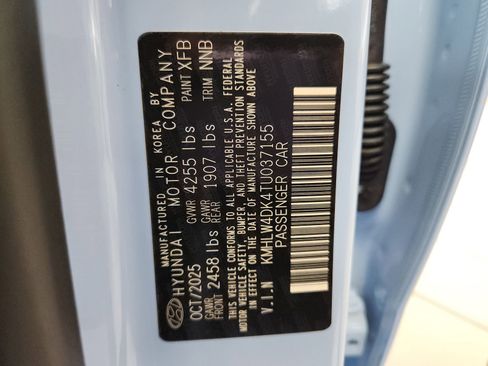 MANUFACTURED IN KOREA BY
HYUNDAI MOTOR COMPANY
OCT/2025 GVWR 4255 lbs PAINT XFB
GAWR FRONT 2458 lbs GAWR REAR 1907 lbs TRIM NNB
THIS VEHICLE CONFORMS TO ALL APPLICABLE U.S.A. FEDERAL
MOTOR VEHICLE SAFETY, BUMPER, AND THEFT PREVENTION STANDARDS
IN EFFECT ON THE DATE OF MANUFACTURE SHOWN ABOVE
V.I.N KMHLW4DK4TU037155
PASSENGER CAR